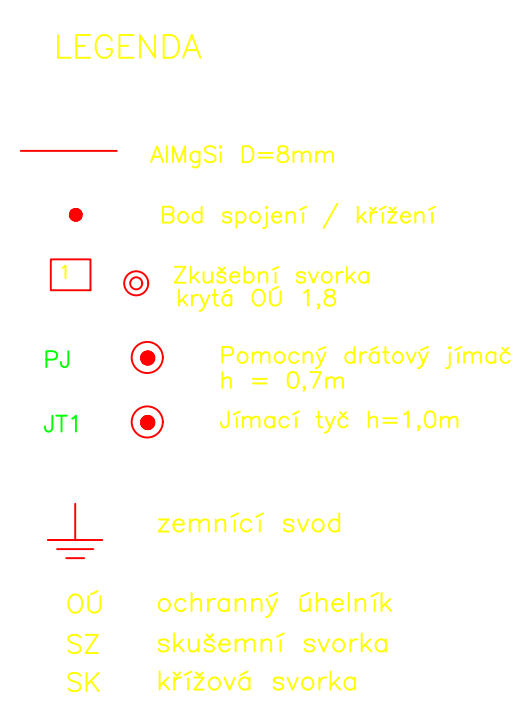 LEGENDA
AlMgSi D=8mm
Bod spojení / křížení
1 Zkušební svorka
krytá OÚ 1,8
PJ Pomocný drátový jímač
h = 0,7m
JT1 Jímací tyč h=1,0m
zemnící svod
OÚ ochranný úhelník
SZ skušemní svorka
SK křížová svorka